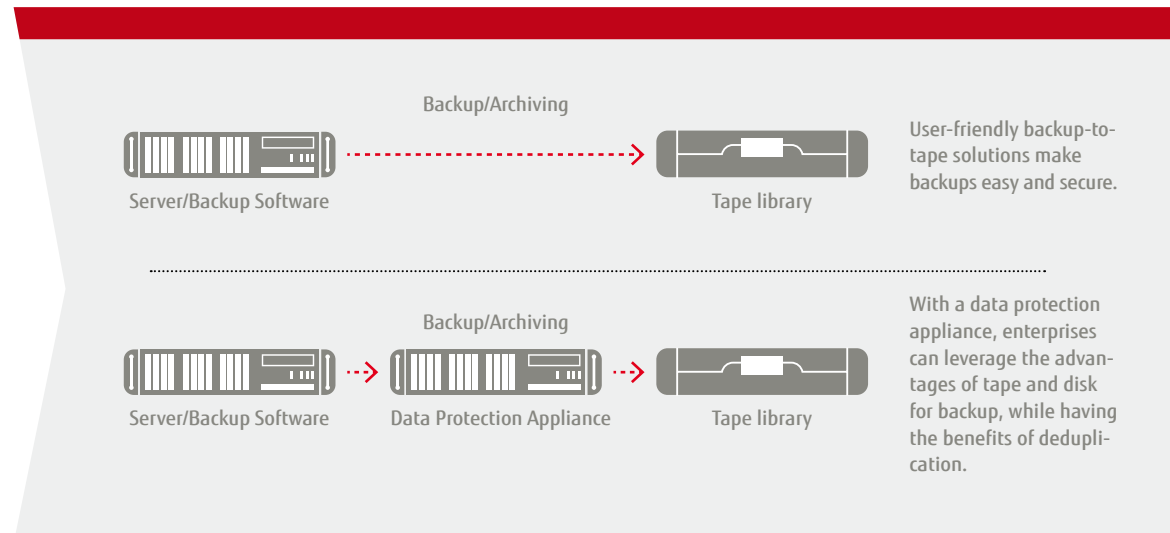 Backup/Archiving
Server/Backup Software
Tape library
User-friendly backup-to-
tape solutions make
backups easy and secure.
Backup/Archiving
Server/Backup Software
Data Protection Appliance
Tape library
With a data protection
appliance, enterprises
can leverage the advan-
tages of tape and disk
for backup, while having
the benefits of dedupli-
cation.